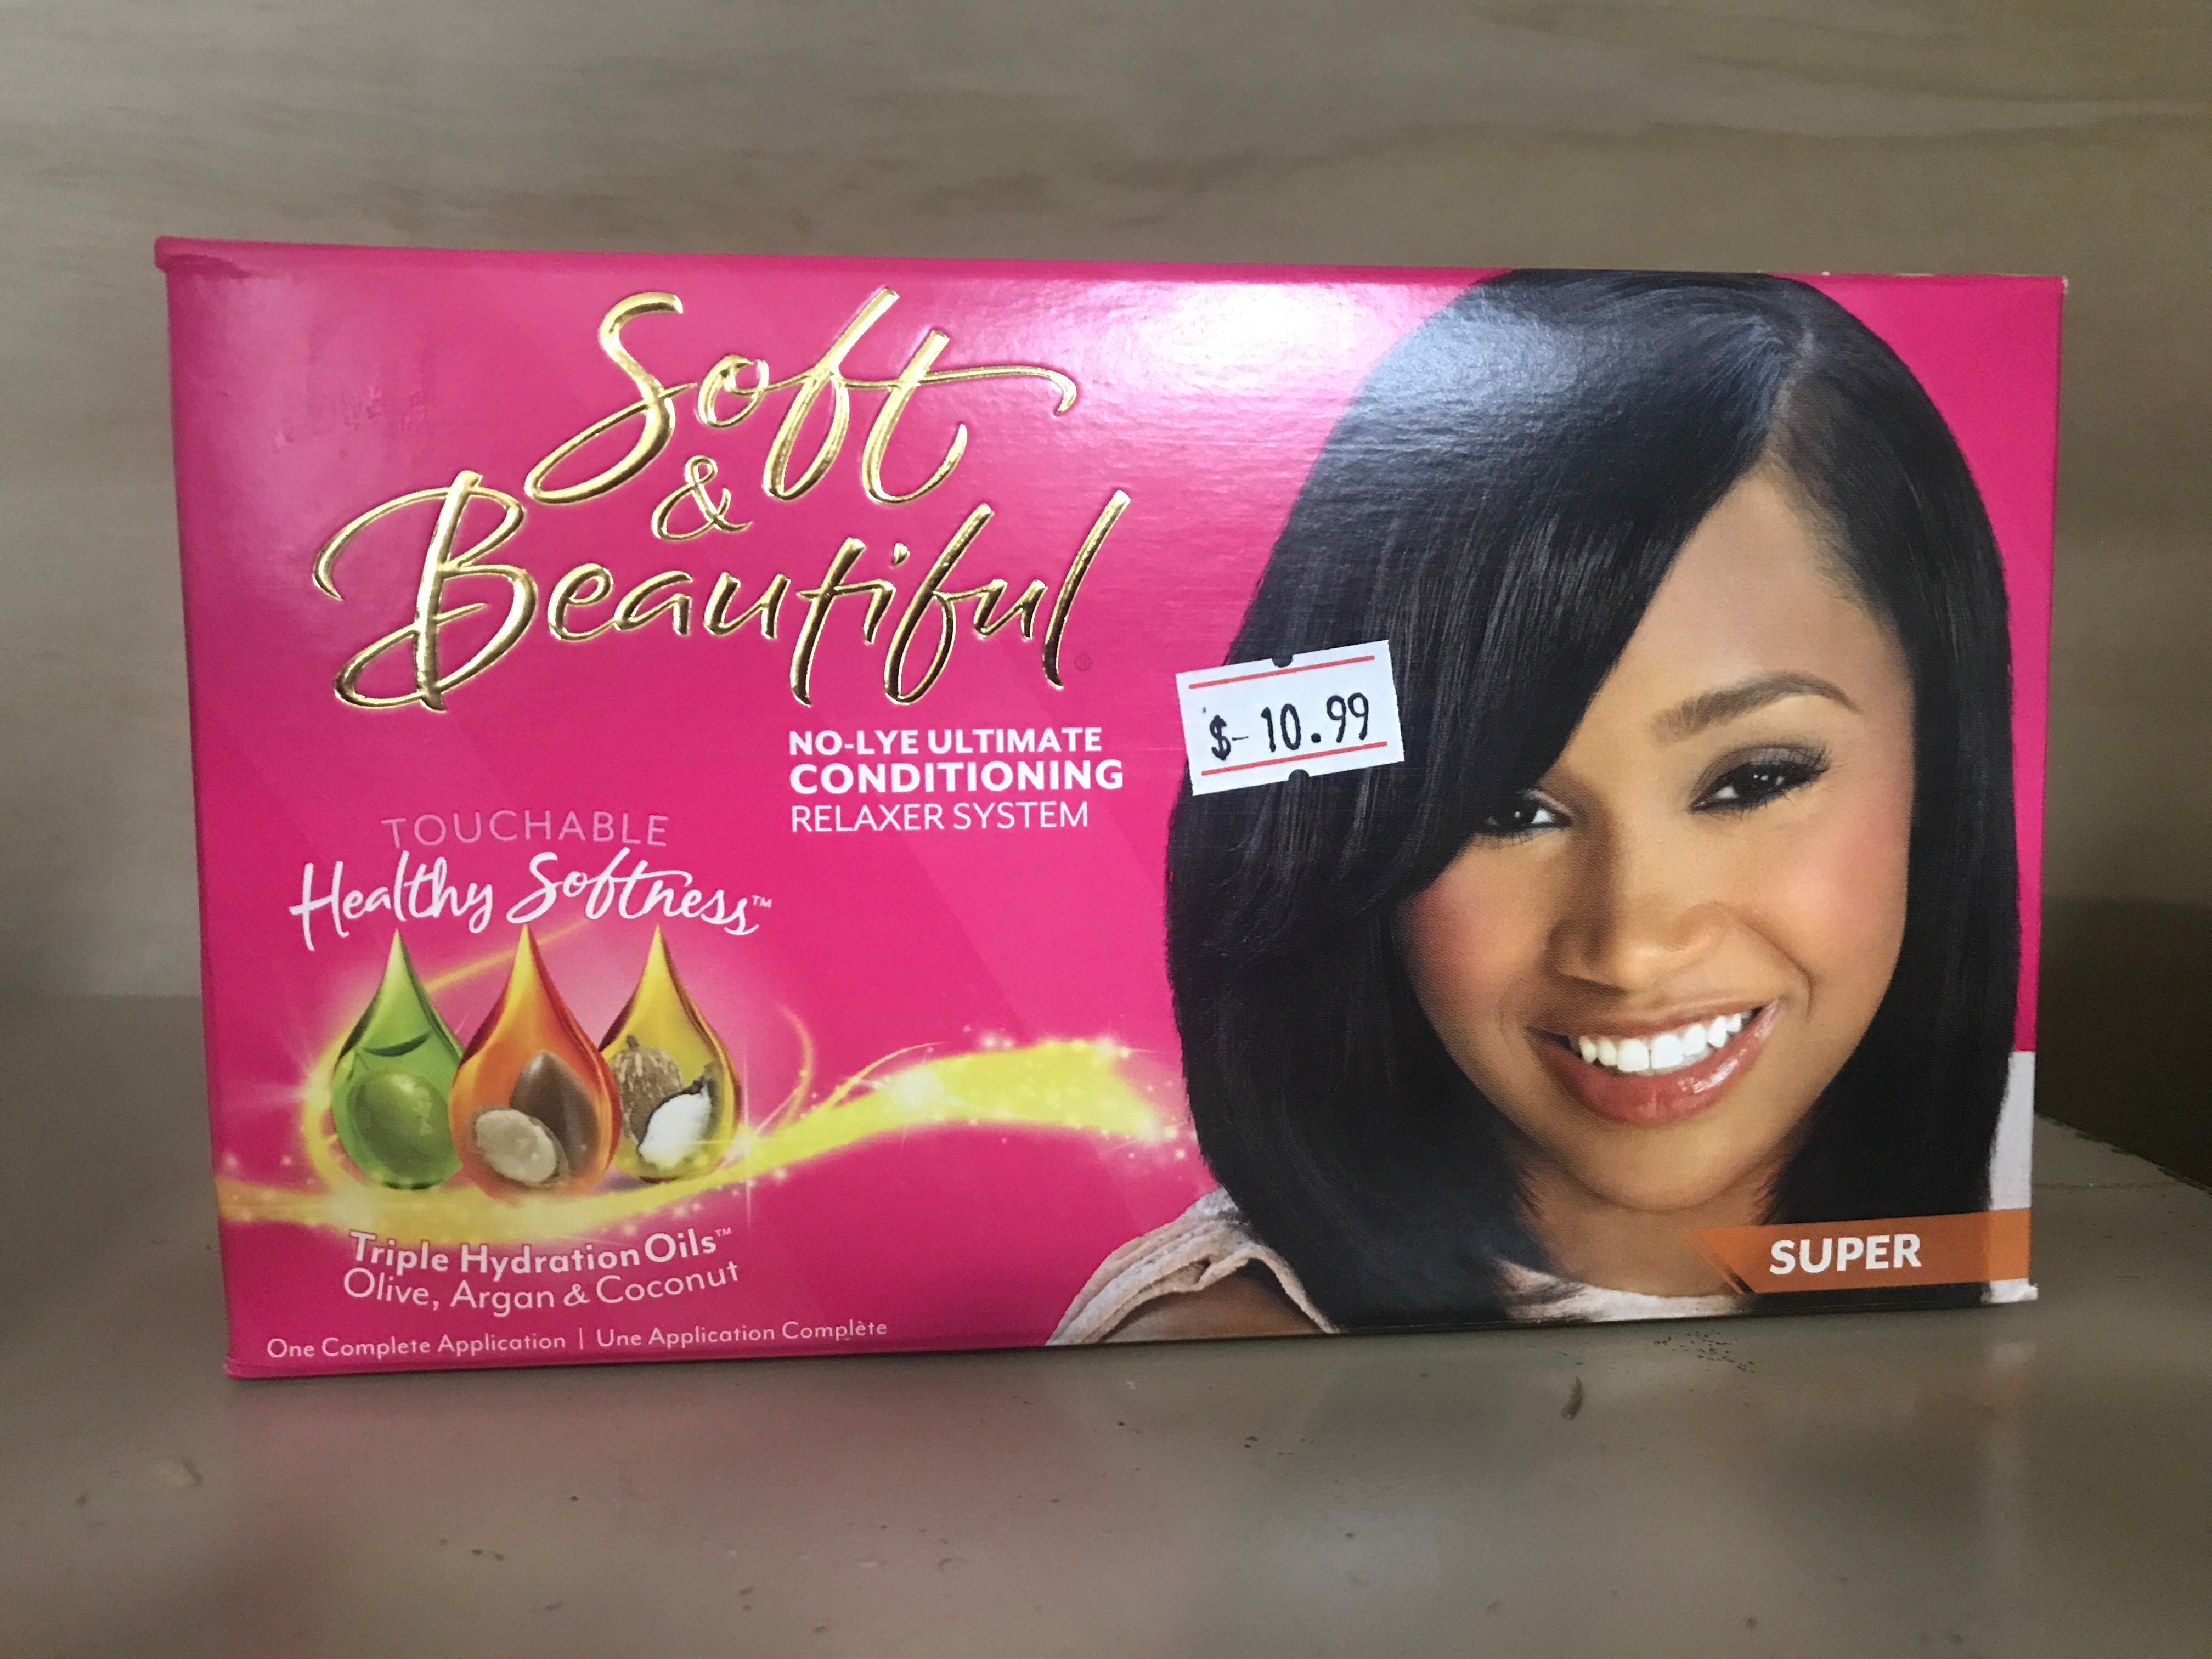 Soft
&
Beautiful®
NO-LYE ULTIMATE
CONDITIONING
RELAXER SYSTEM
$- 10.99
TOUCHABLE
Healthy Softness™
Triple Hydration Oils™
Olive, Argan & Coconut
One Complete Application | Une Application Complète
SUPER